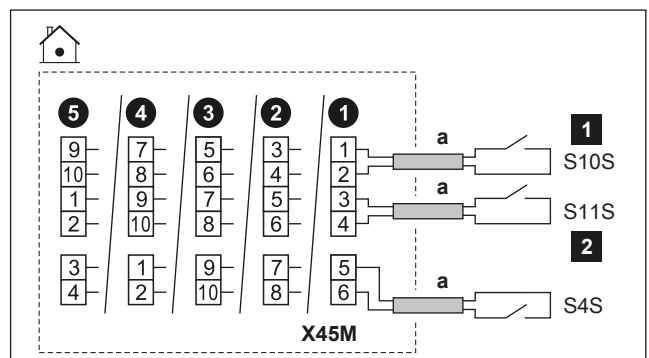 5 4 3 2 1
a 1
9 7 5 3 1 S10S
10 8 6 4 2
a
1 9 7 5 3 S11S
2 10 8 6 4
2
3 1 9 7 5 a
4 2 10 8 6 S4S
X45M